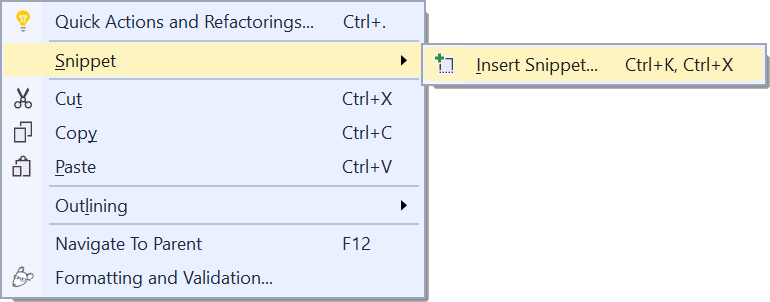 Quick Actions and Refactorings... Ctrl+.
Snippet
Insert Snippet... Ctrl+K, Ctrl+X
Cut Ctrl+X
Copy Ctrl+C
Paste Ctrl+V
Outlining
Navigate To Parent F12
Formatting and Validation...